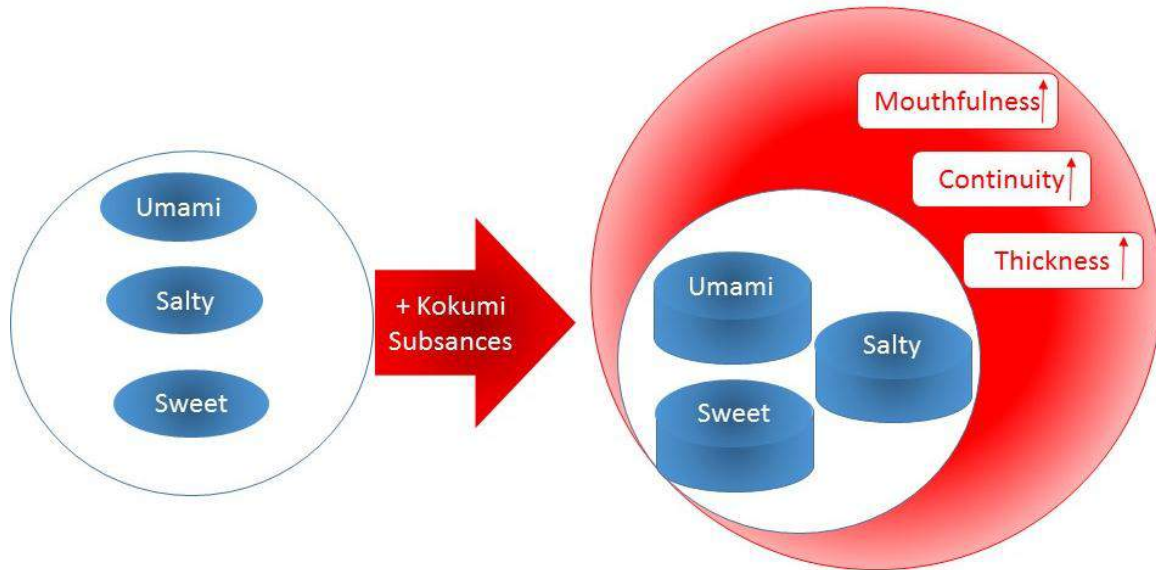 Umami
Salty
Sweet
+ Kokumi
Subsances
Mouthfulness
Continuity
Thickness
Umami
Salty
Sweet